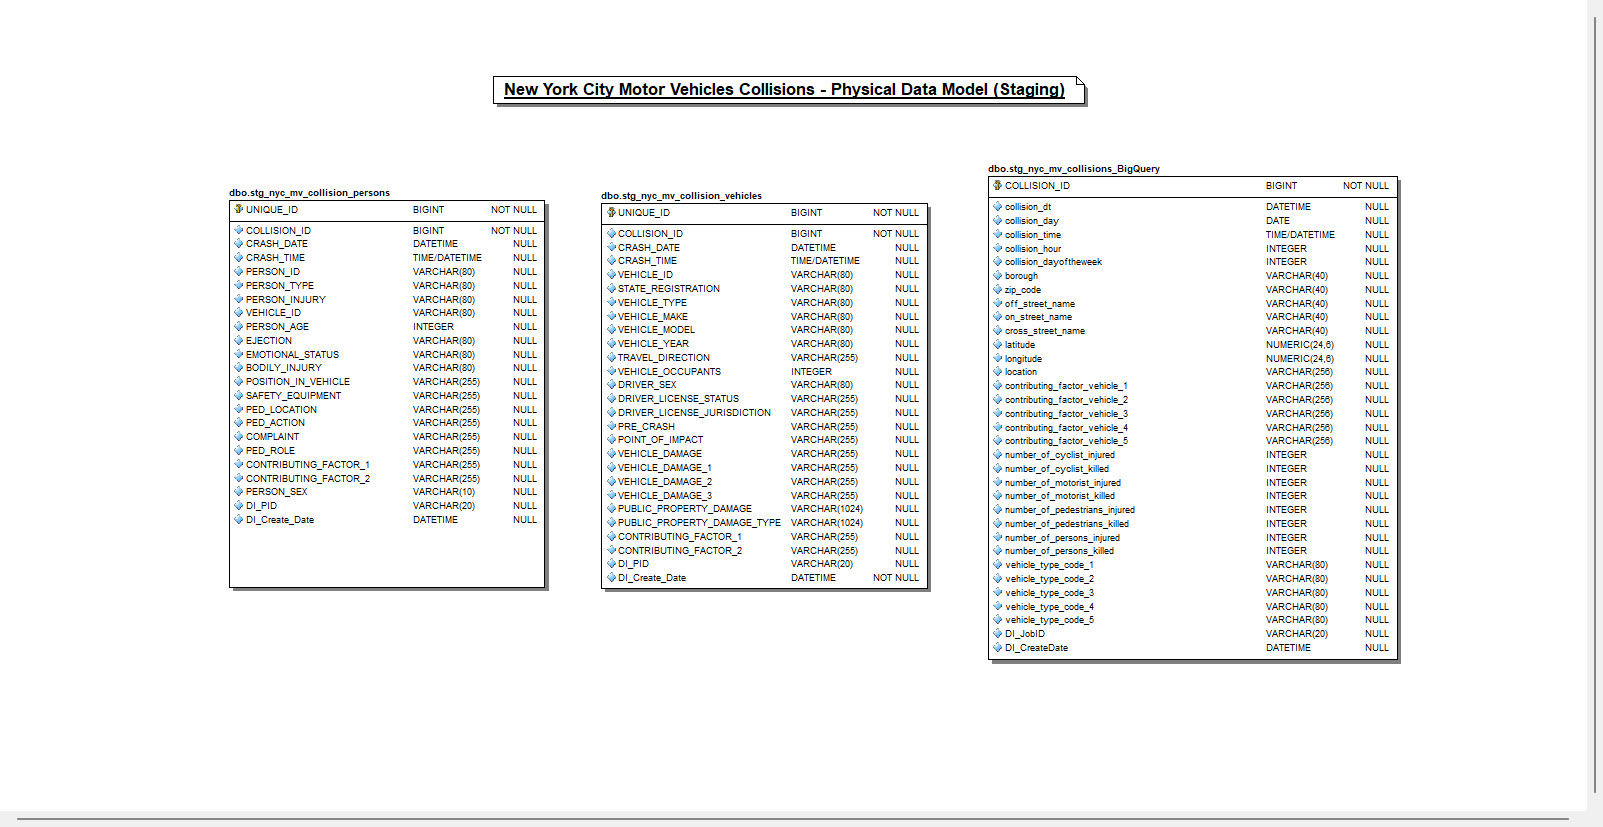 New York City Motor Vehicles Collisions - Physical Data Model (Staging)
dbo.stg_nyc_mv_collision_persons
UNIQUE_ID BIGINT NOT NULL
COLLISION_ID BIGINT NOT NULL
CRASH_DATE DATETIME NULL
CRASH_TIME TIME/DATETIME NULL
PERSON_ID VARCHAR(80) NULL
PERSON_TYPE VARCHAR(80) NULL
PERSON_INJURY VARCHAR(80) NULL
VEHICLE_ID VARCHAR(80) NULL
PERSON_AGE INTEGER NULL
EJECTION VARCHAR(80) NULL
EMOTIONAL_STATUS VARCHAR(80) NULL
BODILY_INJURY VARCHAR(80) NULL
POSITION_IN_VEHICLE VARCHAR(255) NULL
SAFETY_EQUIPMENT VARCHAR(255) NULL
PED_LOCATION VARCHAR(255) NULL
PED_ACTION VARCHAR(255) NULL
COMPLAINT VARCHAR(255) NULL
PED_ROLE VARCHAR(255) NULL
CONTRIBUTING_FACTOR_1 VARCHAR(255) NULL
CONTRIBUTING_FACTOR_2 VARCHAR(255) NULL
PERSON_SEX VARCHAR(10) NULL
DI_PID VARCHAR(20) NULL
DI_Create_Date DATETIME NULL
dbo.stg_nyc_mv_collision_vehicles
UNIQUE_ID BIGINT NOT NULL
COLLISION_ID BIGINT NOT NULL
CRASH_DATE DATETIME NULL
CRASH_TIME TIME/DATETIME NULL
VEHICLE_ID VARCHAR(80) NULL
STATE_REGISTRATION VARCHAR(80) NULL
VEHICLE_TYPE VARCHAR(80) NULL
VEHICLE_MAKE VARCHAR(80) NULL
VEHICLE_MODEL VARCHAR(80) NULL
VEHICLE_YEAR VARCHAR(80) NULL
TRAVEL_DIRECTION VARCHAR(255) NULL
VEHICLE_OCCUPANTS INTEGER NULL
DRIVER_SEX VARCHAR(80) NULL
DRIVER_LICENSE_STATUS VARCHAR(255) NULL
DRIVER_LICENSE_JURISDICTION VARCHAR(255) NULL
PRE_CRASH VARCHAR(255) NULL
POINT_OF_IMPACT VARCHAR(255) NULL
VEHICLE_DAMAGE VARCHAR(255) NULL
VEHICLE_DAMAGE_1 VARCHAR(255) NULL
VEHICLE_DAMAGE_2 VARCHAR(255) NULL
VEHICLE_DAMAGE_3 VARCHAR(255) NULL
PUBLIC_PROPERTY_DAMAGE VARCHAR(1024) NULL
PUBLIC_PROPERTY_DAMAGE_TYPE VARCHAR(1024) NULL
CONTRIBUTING_FACTOR_1 VARCHAR(255) NULL
CONTRIBUTING_FACTOR_2 VARCHAR(255) NULL
DI_PID VARCHAR(20) NULL
DI_Create_Date DATETIME NOT NULL
dbo.stg_nyc_mv_collisions_BigQuery
COLLISION_ID BIGINT NOT NULL
collision_dt DATETIME NULL
collision_day DATE NULL
collision_time TIME/DATETIME NULL
collision_hour INTEGER NULL
collision_dayoftheweek INTEGER NULL
borough VARCHAR(40) NULL
zip_code VARCHAR(40) NULL
off_street_name VARCHAR(40) NULL
on_street_name VARCHAR(40) NULL
cross_street_name VARCHAR(40) NULL
latitude NUMERIC(24,6) NULL
longitude NUMERIC(24,6) NULL
location VARCHAR(256) NULL
contributing_factor_vehicle_1 VARCHAR(256) NULL
contributing_factor_vehicle_2 VARCHAR(256) NULL
contributing_factor_vehicle_3 VARCHAR(256) NULL
contributing_factor_vehicle_4 VARCHAR(256) NULL
contributing_factor_vehicle_5 VARCHAR(256) NULL
number_of_cyclist_injured INTEGER NULL
number_of_cyclist_killed INTEGER NULL
number_of_motorist_injured INTEGER NULL
number_of_motorist_killed INTEGER NULL
number_of_pedestrians_injured INTEGER NULL
number_of_pedestrians_killed INTEGER NULL
number_of_persons_injured INTEGER NULL
number_of_persons_killed INTEGER NULL
vehicle_type_code_1 VARCHAR(80) NULL
vehicle_type_code_2 VARCHAR(80) NULL
vehicle_type_code_3 VARCHAR(80) NULL
vehicle_type_code_4 VARCHAR(80) NULL
vehicle_type_code_5 VARCHAR(80) NULL
DI_JobID VARCHAR(20) NULL
DI_CreateDate DATETIME NULL